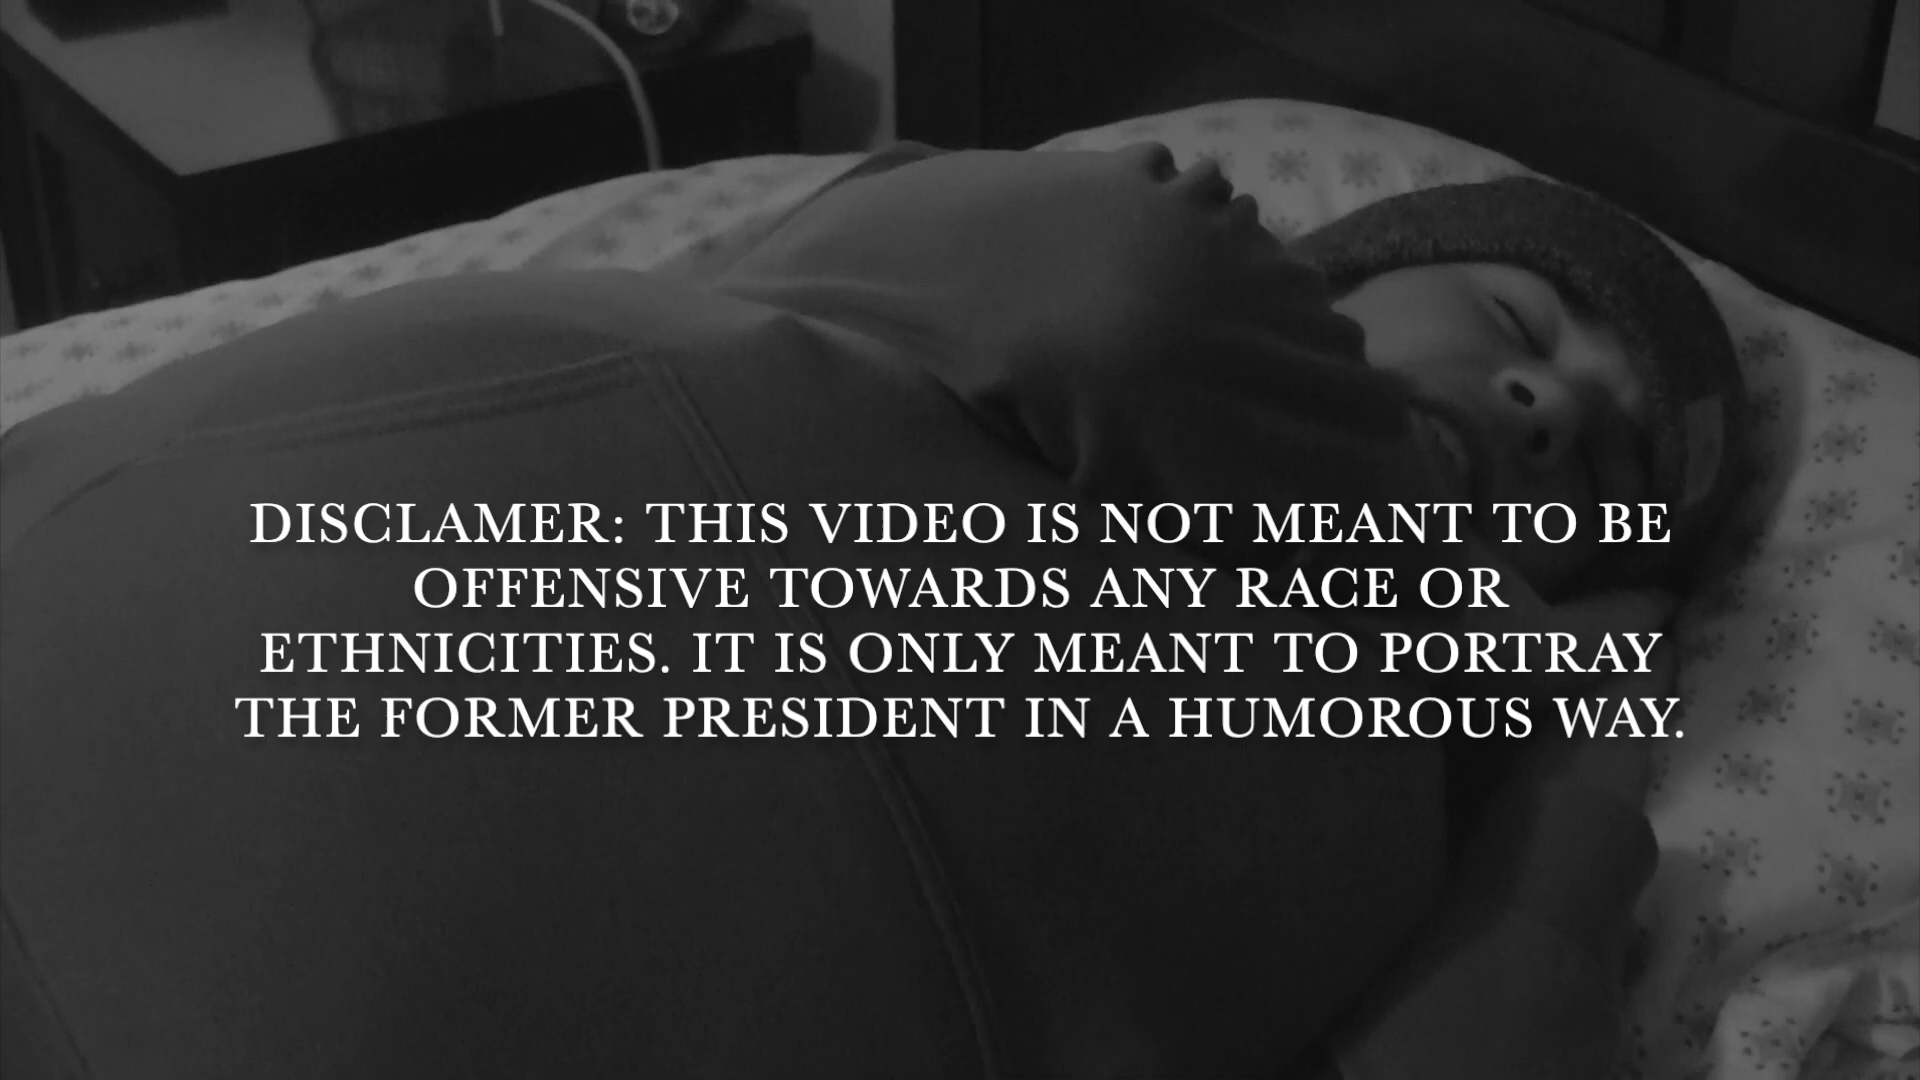 DISCLAMER: THIS VIDEO IS NOT MEANT TO BE
OFFENSIVE TOWARDS ANY RACE OR
ETHNICITIES. IT IS ONLY MEANT TO PORTRAY
THE FORMER PRESIDENT IN A HUMOROUS WAY.